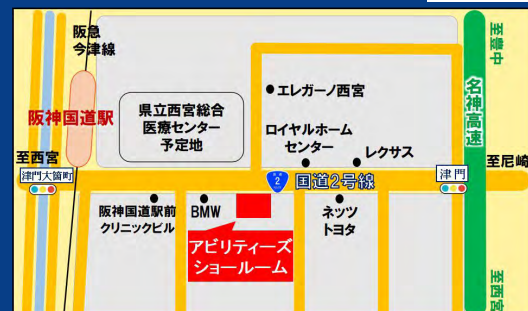 阪急
今津線
至豊中
エレガーノ西宮
名神高速
県立西宮総合
医療センター
予定地
阪神国道駅
ロイヤルホーム
センター
レクサス
至西宮
至尼崎
津門大箇町
2
国道2号線
津門
阪神国道駅前
クリニックビル
BMW
ネッツ
トヨタ
アビリティーズ
ショールーム
至西宮